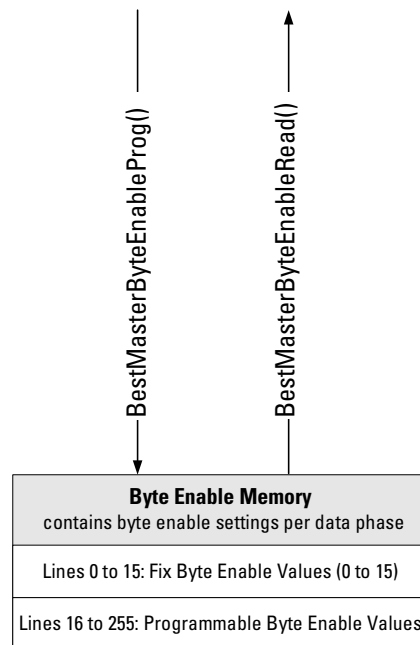 BestMasterByteEnableProg()
BestMasterByteEnableRead()
Byte Enable Memory
contains byte enable settings per data phase
Lines 0 to 15: Fix Byte Enable Values (0 to 15)
Lines 16 to 255: Programmable Byte Enable Values